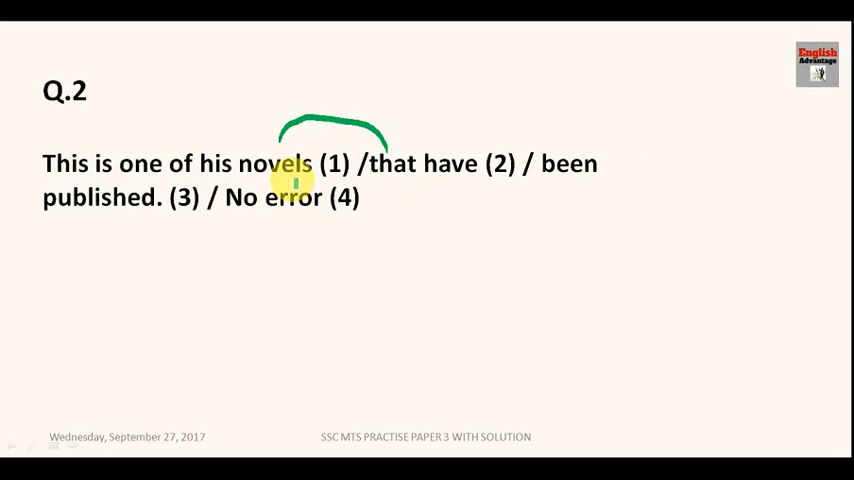 English
Advantage
Q.2
This is one of his novels (1) /that have (2) / been
published. (3) / No error (4)
Wednesday, September 27, 2017
SSC MTS PRACTISE PAPER 3 WITH SOLUTION